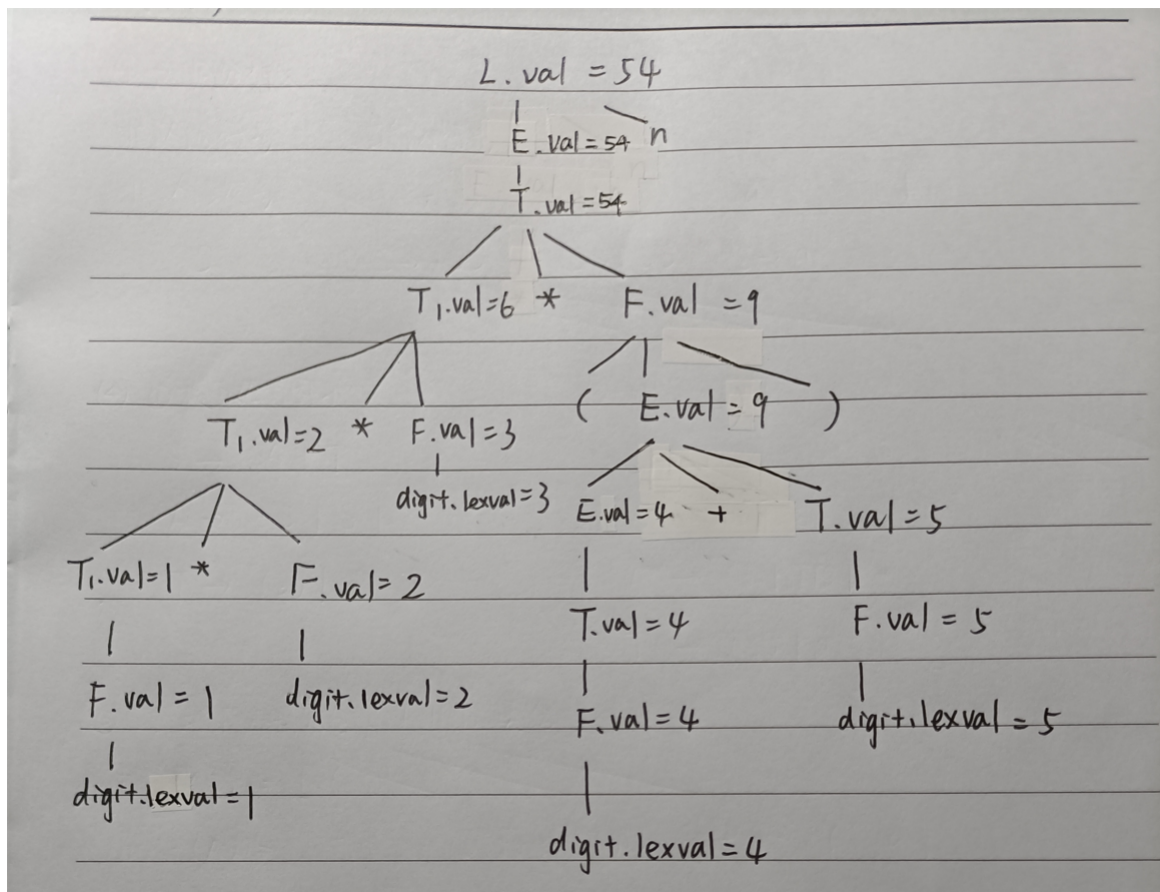 L.val = 54
E.val=54 n
T.val=54
T₁.val=6 * F.val = 9
( E.val= 9 )
T₁.val=2 * F.val=3
digit.lexval=3 E.val=4 + T.val=5
T₁.val=1 * F.val=2
T.val=4 F.val = 5
F.val = 1 digit.lexval=2
F.val=4 digit.lexval = 5
digit.lexval=1
digit.lexval=4